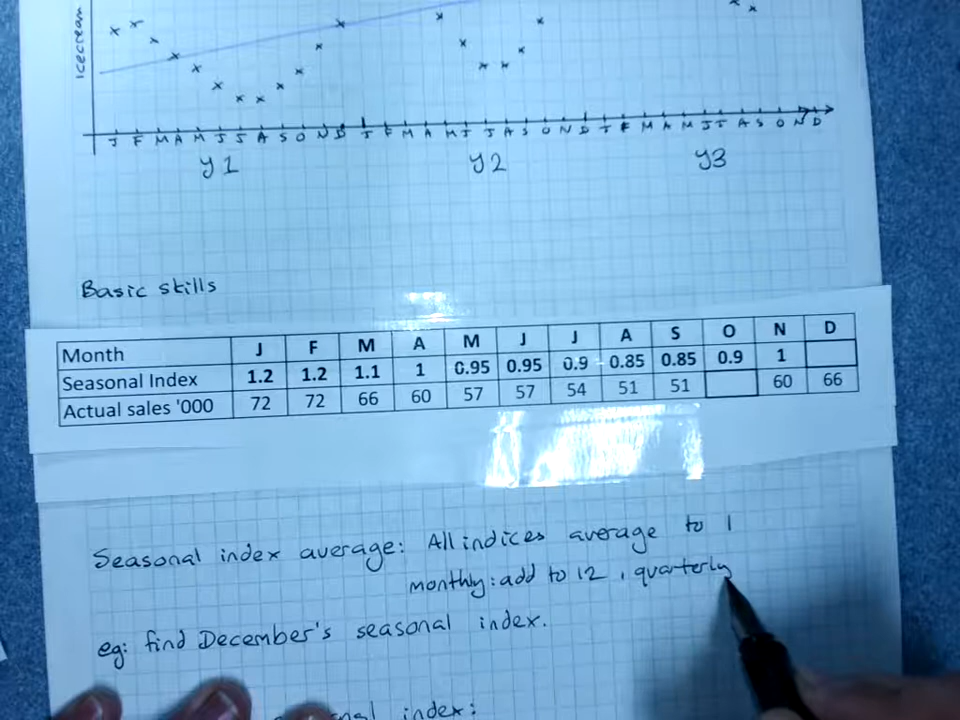 Icecream
J F M A M J J A S O N D J F M A M J J A S O N D J F M A M J J A S O N D
y1 y2 y3
Basic skills
Month J F M A M J J A S O N D
Seasonal Index 1.2 1.2 1.1 1 0.95 0.95 0.9 0.85 0.85 0.9 1
Actual sales '000 72 72 66 60 57 57 54 51 51 60 66
Seasonal index average: All indices average to 1
monthly: add to 12, quarterly
eg: find December's seasonal index.
index: